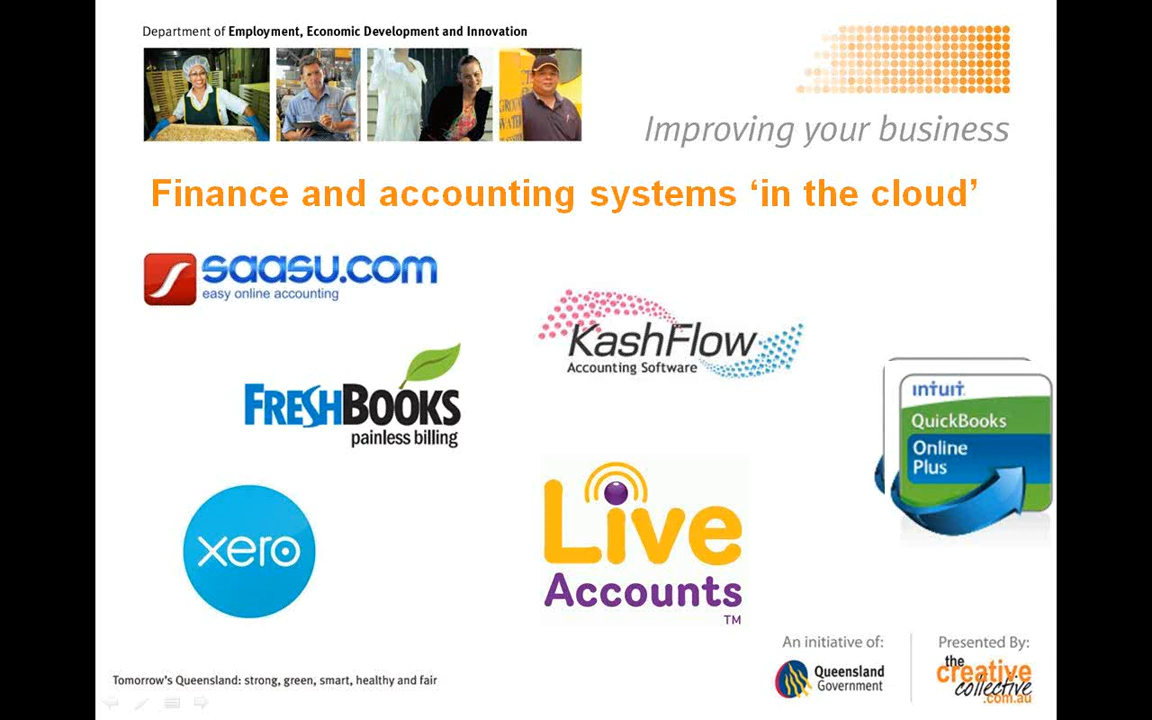 Department of Employment, Economic Development and Innovation
Improving your business
Finance and accounting systems ‘in the cloud’
saasu.com
easy online accounting
KashFlow
Accounting Software
FRESHBOOKS
painless billing
intuit
QuickBooks
Online
Plus
xero
Live
Accounts
TM
An initiative of:
Queensland
Government
Presented By:
the
creative
collective
.com.au
Tomorrow's Queensland: strong, green, smart, healthy and fair